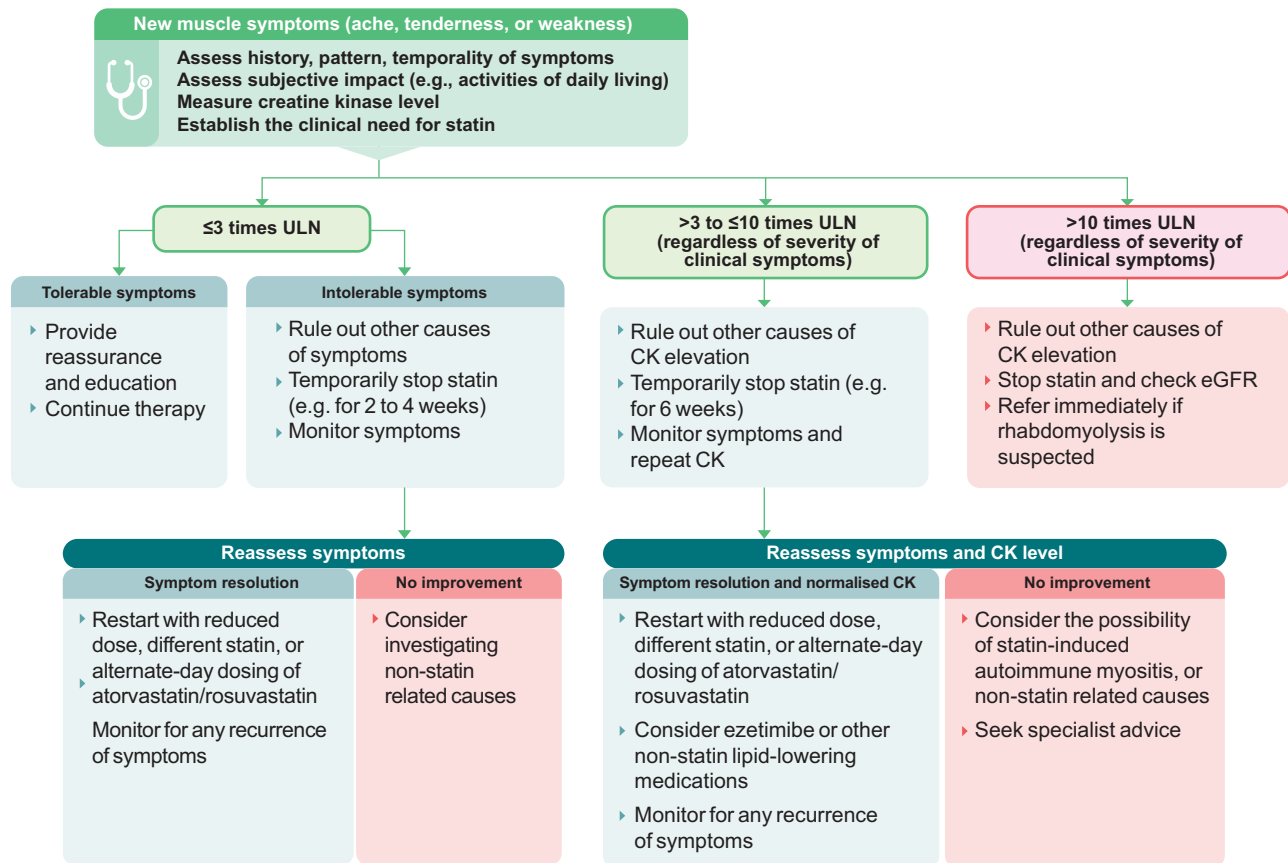 New muscle symptoms (ache, tenderness, or weakness)
Assess history, pattern, temporality of symptoms
Assess subjective impact (e.g., activities of daily living)
Measure creatine kinase level
Establish the clinical need for statin
≤3 times ULN
>3 to ≤10 times ULN
(regardless of severity of
clinical symptoms)
>10 times ULN
(regardless of severity of
clinical symptoms)
Tolerable symptoms
Provide
reassurance
and education
Continue therapy
Intolerable symptoms
Rule out other causes
of symptoms
Temporarily stop statin
(e.g. for 2 to 4 weeks)
Monitor symptoms
Rule out other causes of
CK elevation
Temporarily stop statin (e.g.
for 6 weeks)
Monitor symptoms and
repeat CK
Rule out other causes of
CK elevation
Stop statin and check eGFR
Refer immediately if
rhabdomyolysis is
suspected
Reassess symptoms
Symptom resolution
Restart with reduced
dose, different statin, or
alternate-day dosing of
atorvastatin/rosuvastatin
Monitor for any recurrence
of symptoms
No improvement
Consider
investigating
non-statin
related causes
Reassess symptoms and CK level
Symptom resolution and normalised CK
Restart with reduced dose,
different statin, or alternate-day
dosing of atorvastatin/
rosuvastatin
Consider ezetimibe or other
non-statin lipid-lowering
medications
Monitor for any recurrence
of symptoms
No improvement
Consider the possibility
of statin-induced
autoimmune myositis, or
non-statin related causes
Seek specialist advice